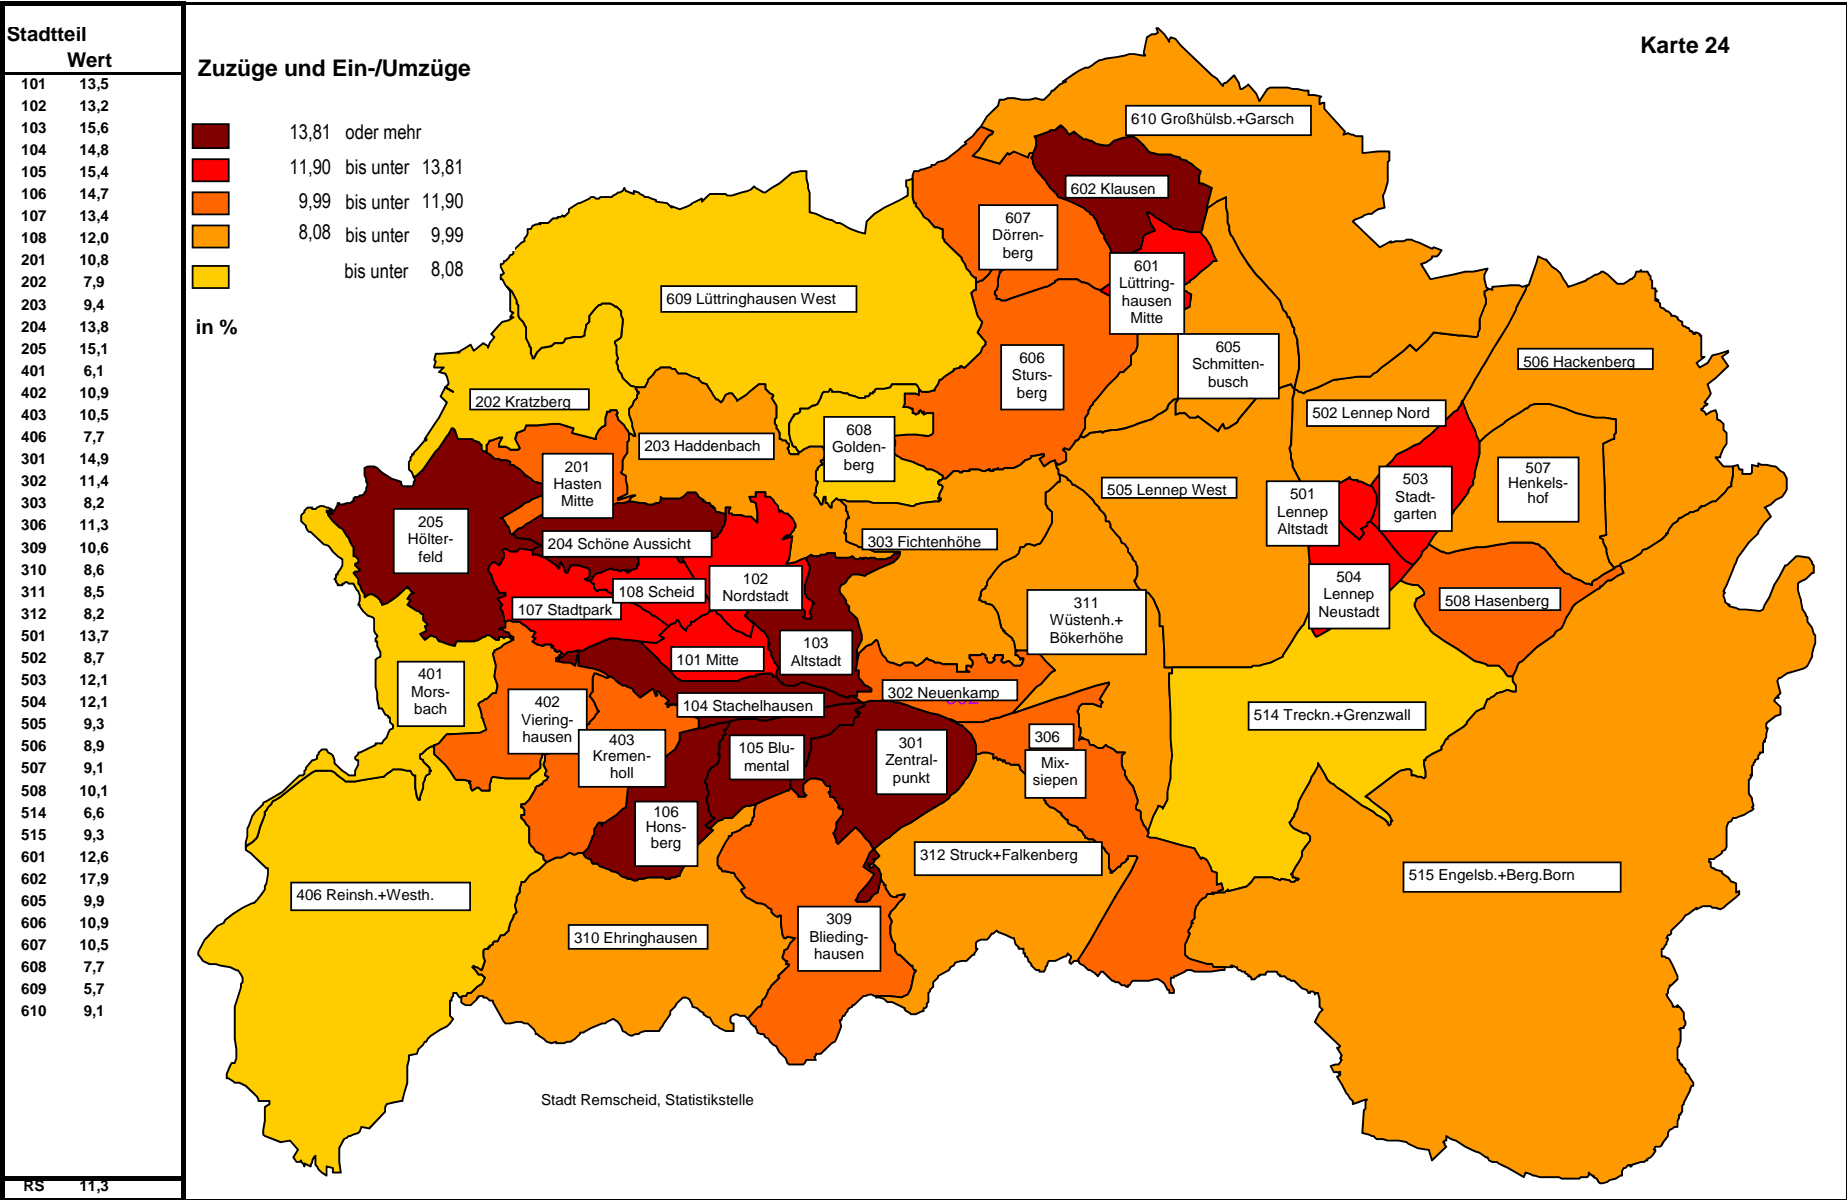 Stadtteil
Wert
101 13,5
102 13,2
103 15,6
104 14,8
105 15,4
106 14,7
107 13,4
108 12,0
201 10,8
202 7,9
203 9,4
204 13,8
205 15,1
401 6,1
402 10,9
403 10,5
406 7,7
301 14,9
302 11,4
303 8,2
306 11,3
309 10,6
310 8,6
311 8,5
312 8,2
501 13,7
502 8,7
503 12,1
504 12,1
505 9,3
506 8,9
507 9,1
508 10,1
514 6,6
515 9,3
601 12,6
602 17,9
605 9,9
606 10,9
607 10,5
608 7,7
609 5,7
610 9,1
RS 11,3
Zuzüge und Ein-/Umzüge
13,81 oder mehr
11,90 bis unter 13,81
9,99 bis unter 11,90
8,08 bis unter 9,99
bis unter 8,08
in %
Karte 24
610 Großhülsb.+Garsch
602 Klausen
607
Dörren-
berg
601
Lüttring-
hausen
Mitte
609 Lüttringhausen West
605
Schmitten-
busch
606
Sturs-
berg
506 Hackenberg
202 Kratzberg
502 Lennep Nord
203 Haddenbach
608
Golden-
berg
201
Hasten
Mitte
507
Henkels-
hof
503
Stadt-
garten
505 Lennep West
501
Lennep
Altstadt
205
Hölter-
feld
204 Schöne Aussicht
303 Fichtenhöhe
102
Nordstadt
108 Scheid
504
Lennep
Neustadt
508 Hasenberg
107 Stadtpark
311
Wüstenh.+
Bökerhöhe
103
Altstadt
101 Mitte
401
Mors-
bach
302 Neuenkamp
402
Viering-
hausen
104 Stachelhausen
514 Treckn.+Grenzwall
403
Kremen-
holl
105 Blu-
mental
301
Zentral-
punkt
306
Mix-
siepen
106
Hons-
berg
312 Struck+Falkenberg
515 Engelsb.+Berg.Born
406 Reinsh.+Westh.
309
Blieding-
hausen
310 Ehringhausen
Stadt Remscheid, Statistikstelle